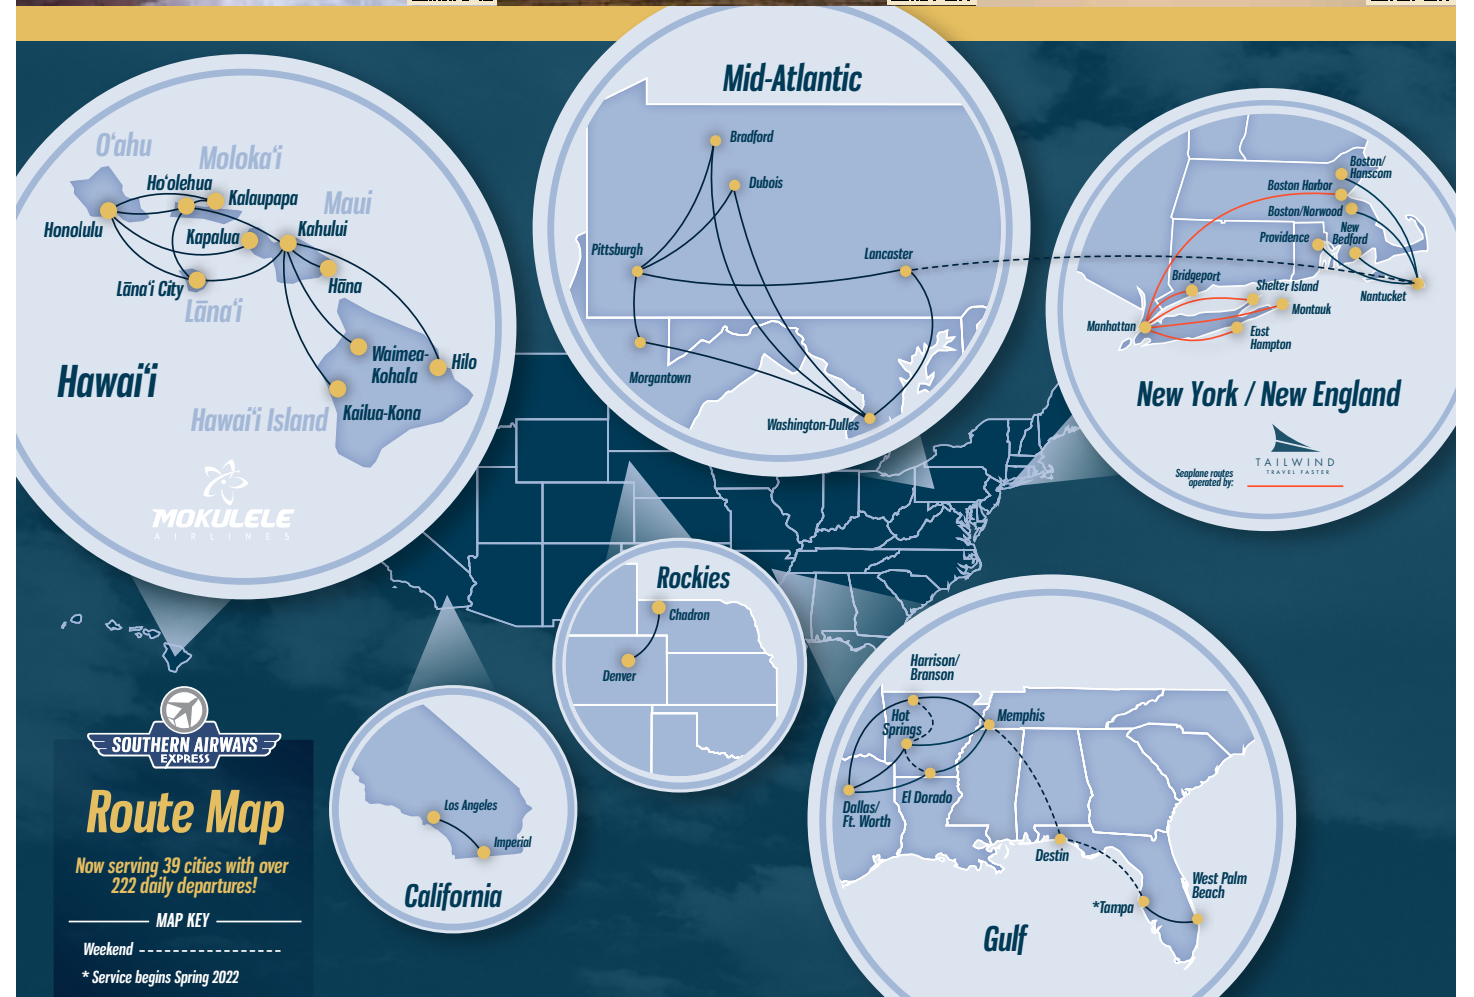 Mid-Atlantic
Bradford
Dubois
Pittsburgh
Lancaster
Morgantown
Washington-Dulles
O‘ahu
Moloka‘i
Ho‘olehua
Kalaupapa
Maui
Honolulu
Kapalua
Kahului
Lāna‘i City
Hāna
Lāna‘i
Waimea-
Kohala
Hilo
Hawai‘i
Hawai‘i Island
Kailua-Kona
MOKULELE
AIRLINES
Boston/
Hanscom
Boston Harbor
Boston/Norwood
New
Bedford
Providence
Bridgeport
Shelter Island
Nantucket
Montauk
Manhattan
East
Hampton
New York / New England
TAILWIND
TRAVEL FASTER
Seaplane routes
operated by:
Rockies
Chadron
Denver
Los Angeles
Imperial
California
Harrison/
Branson
Hot
Springs
Memphis
El Dorado
Dallas/
Ft. Worth
Destin
West Palm
Beach
*Tampa
Gulf
SOUTHERN AIRWAYS
EXPRESS
Route Map
Now serving 39 cities with over
222 daily departures!
MAP KEY
Weekend
* Service begins Spring 2022